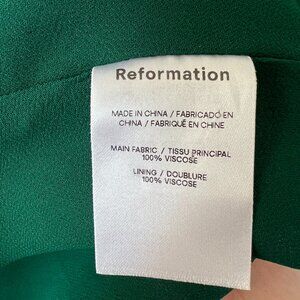 Reformation
MADE IN CHINA / FABRICADO EN
CHINA / FABRIQUÉ EN CHINE
MAIN FABRIC / TISSU PRINCIPAL
100% VISCOSE
LINING / DOUBLURE
100% VISCOSE